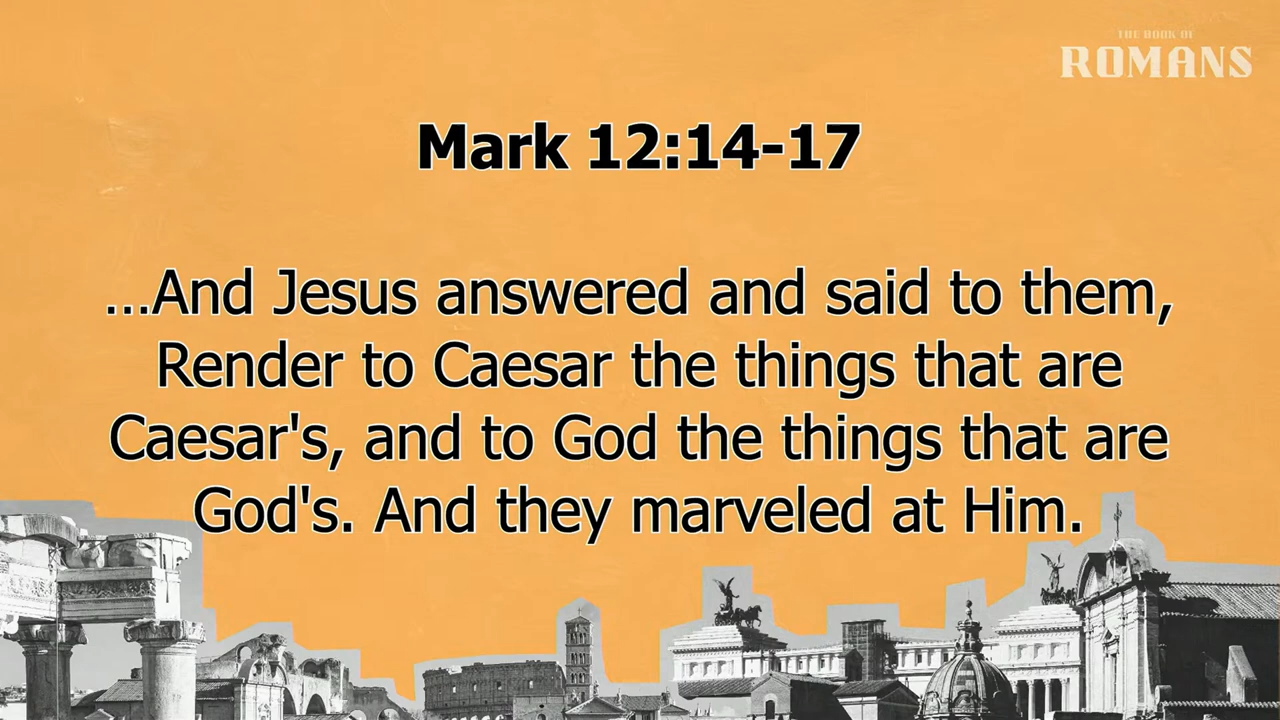 THE BOOK OF
ROMANS
Mark 12:14-17
...And Jesus answered and said to them,
Render to Caesar the things that are
Caesar's, and to God the things that are
God's. And they marveled at Him.